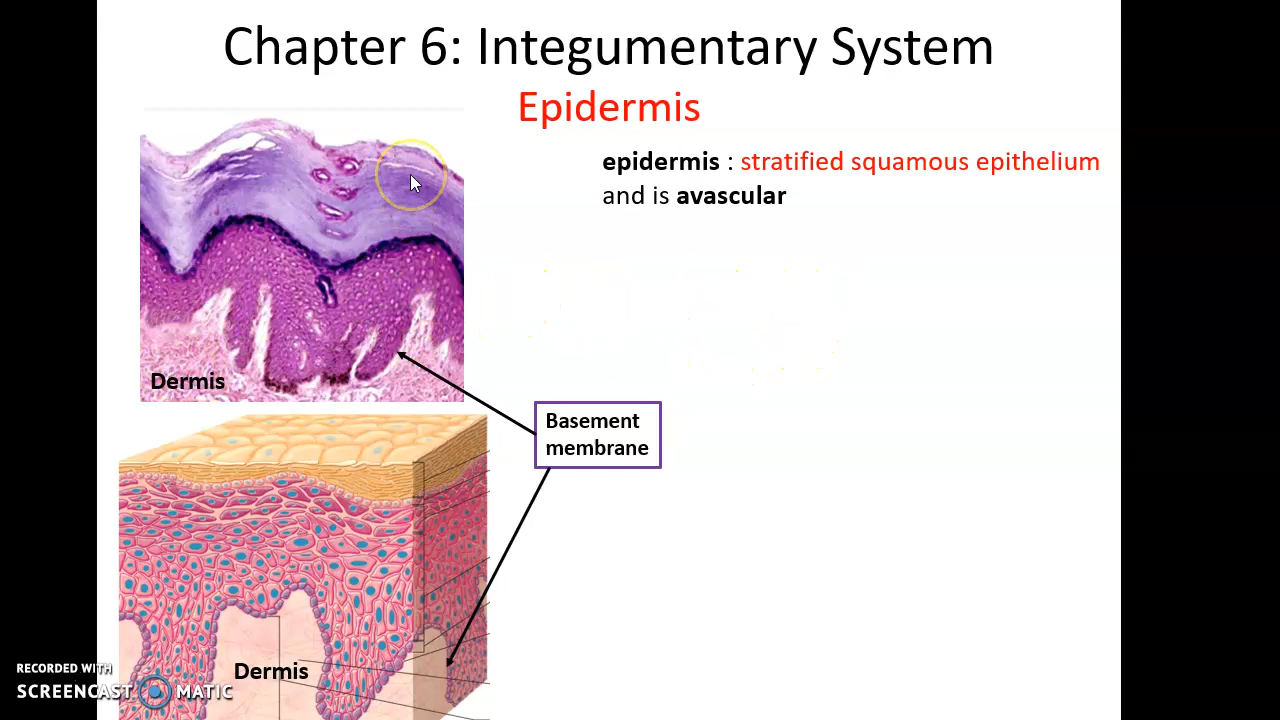 Chapter 6: Integumentary System
Epidermis
epidermis : stratified squamous epithelium
and is avascular
Dermis
Basement
membrane
Dermis
RECORDED WITH
SCREENCAST MATIC